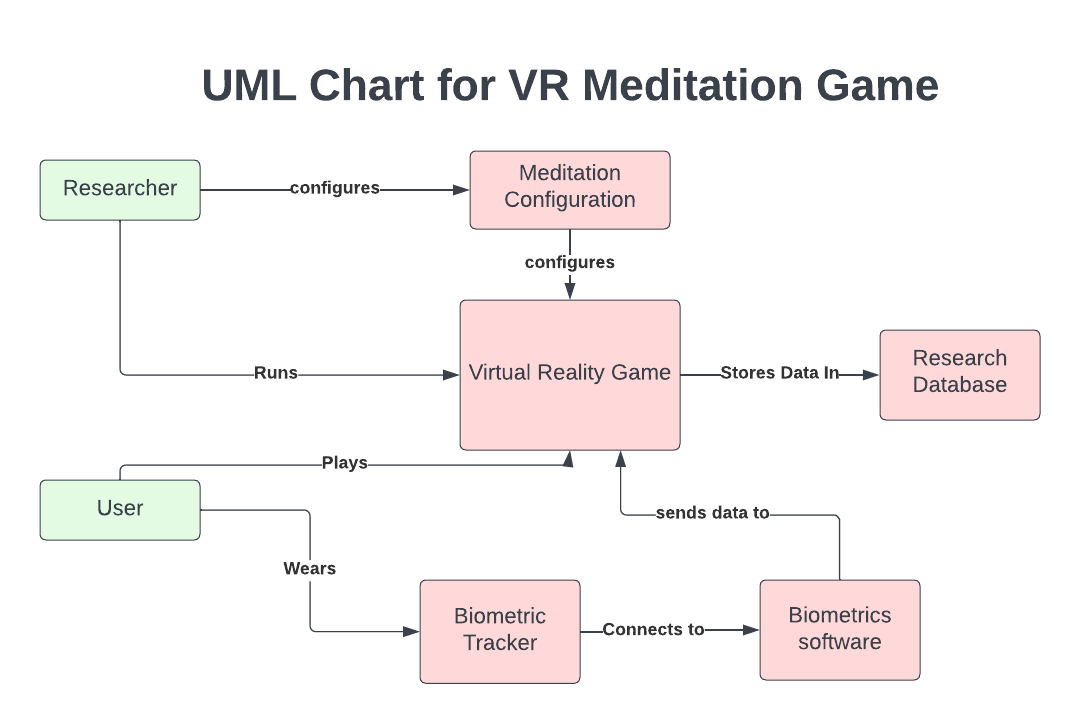 UML Chart for VR Meditation Game
Researcher
configures
Meditation
Configuration
configures
Runs
Virtual Reality Game
Stores Data In
Research
Database
Plays
User
sends data to
Wears
Biometric
Tracker
Connects to
Biometrics
software